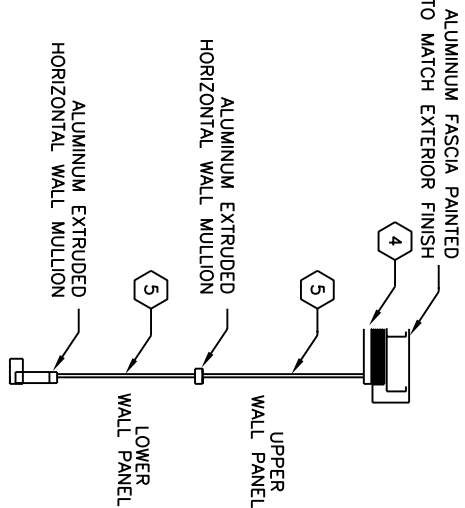 ALUMINUM FASCIA PAINTED
TO MATCH EXTERIOR FINISH
4
5
UPPER
WALL PANEL
ALUMINUM EXTRUDED
HORIZONTAL WALL MULLION
5
LOWER
WALL PANEL
ALUMINUM EXTRUDED
HORIZONTAL WALL MULLION